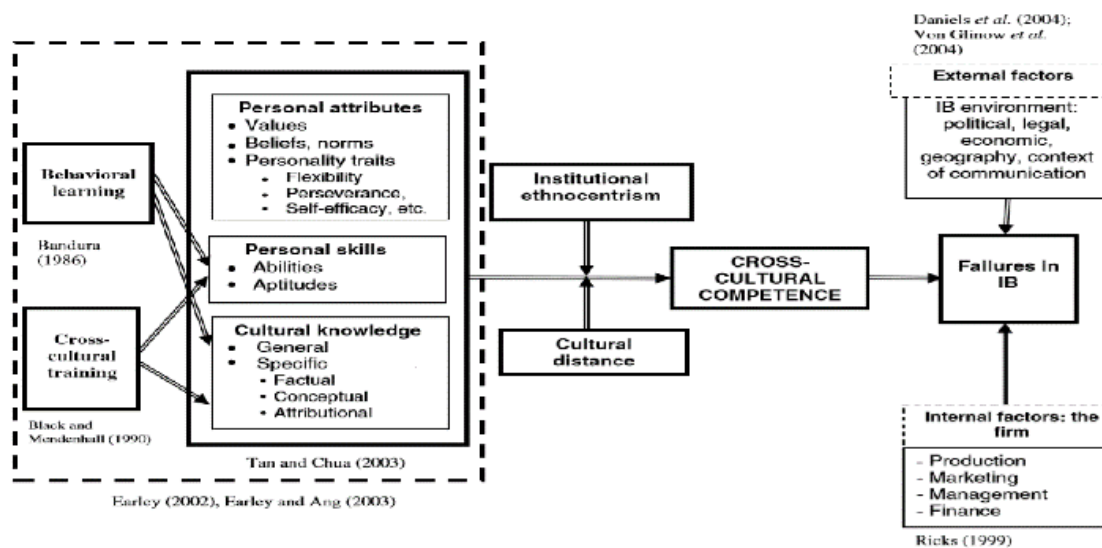 Daniels et al. (2004);
Von Glinow et al.
(2004)
External factors
IB environment:
political, legal,
economic,
geography, context
of communication
Personal attributes
• Values
• Beliefs, norms
• Personality traits
• Flexibility
• Perseverance,
• Self-efficacy, etc.
Behavioral
learning
Bandura
(1986)
Personal skills
• Abilities
• Aptitudes
Cross-
cultural
training
Black and
Mendenhall (1990)
Cultural knowledge
• General
• Specific
• Factual
• Conceptual
• Attributional
Tan and Chua (2003)
Earley (2002), Earley and Ang (2003)
Institutional
ethnocentrism
Cultural
distance
CROSS-
CULTURAL
COMPETENCE
Failures in
IB
Internal factors: the
firm
- Production
- Marketing
- Management
- Finance
Ricks (1999)